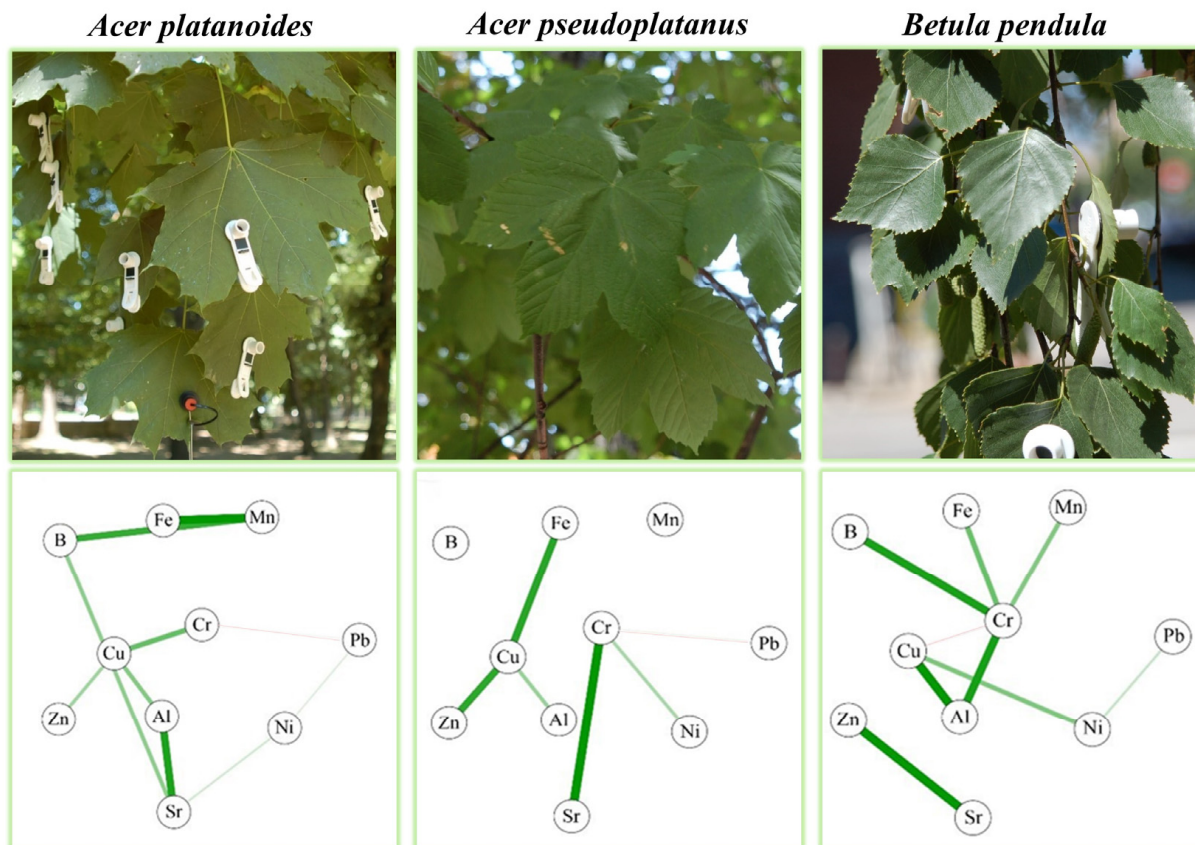 Acer platanoides Acer pseudoplatanus Betula pendula
B Fe Mn
Cu Cr Pb
Zn Al Ni
Sr
B Fe Mn
Cr Pb
Cu
Zn Al Ni
Sr
B Fe Mn
Cr Pb
Cu
Zn Al Ni
Sr